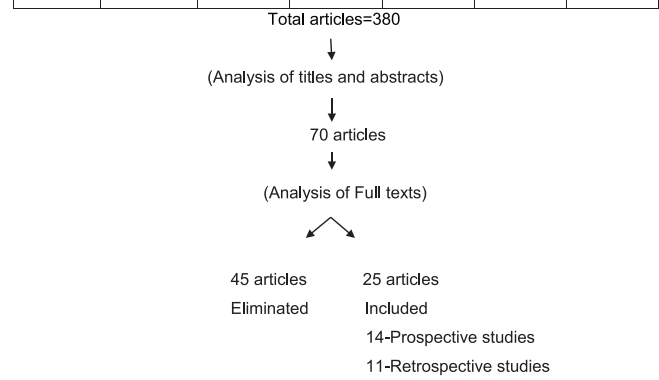 Total articles=380
(Analysis of titles and abstracts)
70 articles
(Analysis of Full texts)
45 articles 25 articles
Eliminated Included
14-Prospective studies
11-Retrospective studies